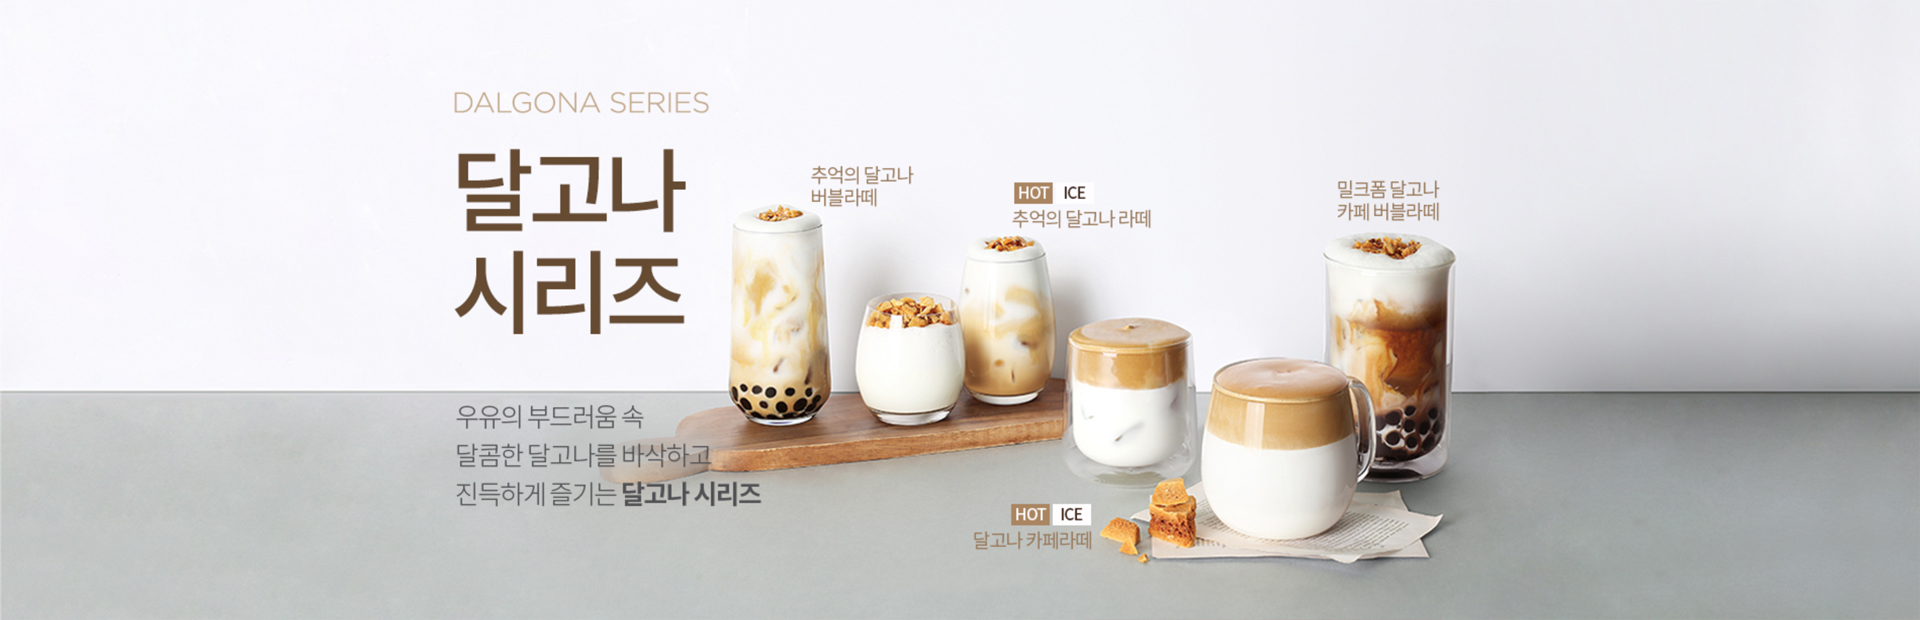 DALGONA SERIES
달고나
시리즈
우유의 부드러움 속
달콤한 달고나를 바삭하고
진득하게 즐기는 달고나 시리즈
추억의 달고나
버블라떼
HOT ICE
추억의 달고나 라떼
밀크폼 달고나
카페 버블라떼
HOT ICE
달고나 카페라떼